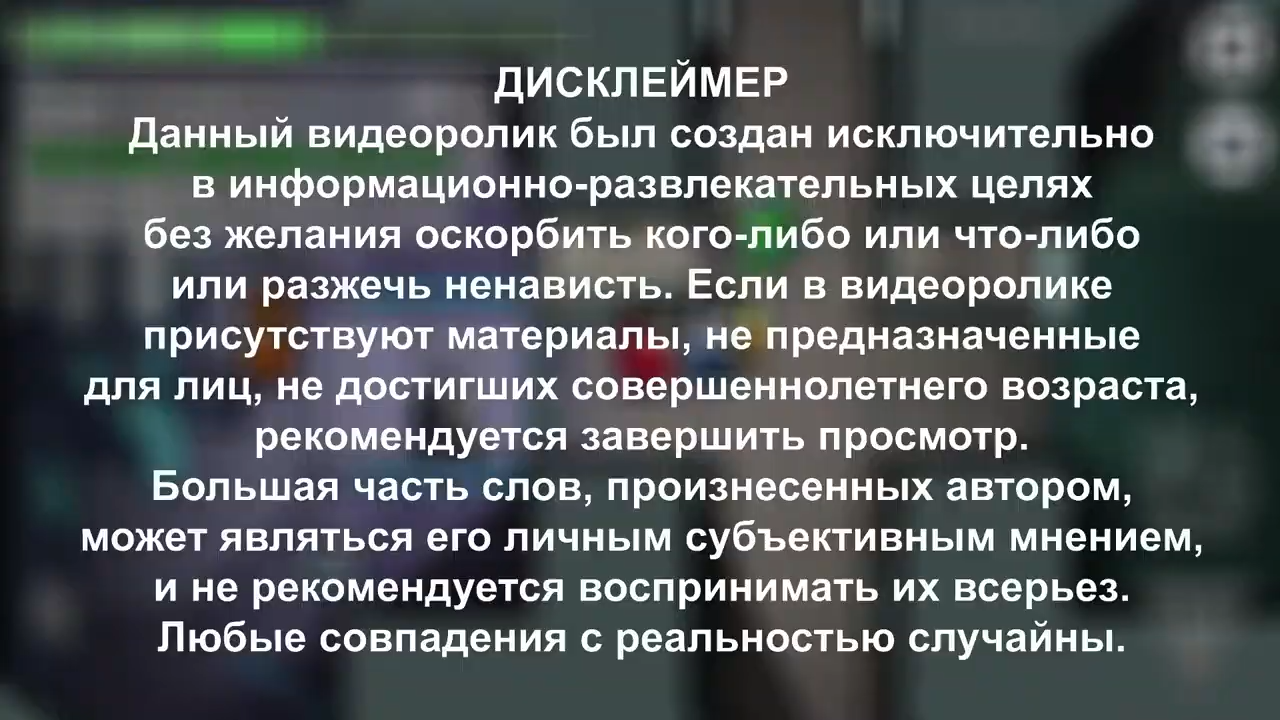 ДИСКЛЕЙМЕР
Данный видеоролик был создан исключительно
в информационно-развлекательных целях
без желания оскорбить кого-либо или что-либо
или разжечь ненависть. Если в видеоролике
присутствуют материалы, не предназначенные
для лиц, не достигших совершеннолетнего возраста,
рекомендуется завершить просмотр.
Большая часть слов, произнесенных автором,
может являться его личным субъективным мнением,
и не рекомендуется воспринимать их всерьез.
Любые совпадения с реальностью случайны.